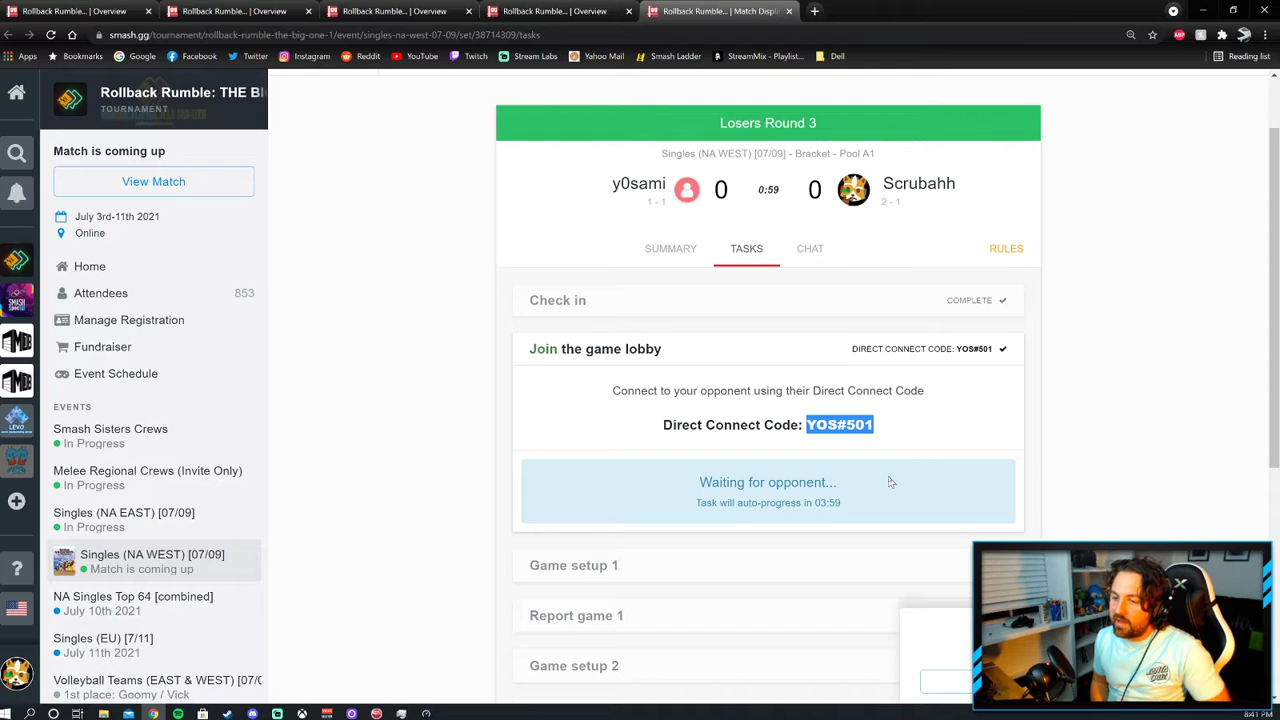 Rollback Rumble... \ Overview
Rollback Rumble... | Overview
Rollback Rumble... | Overview
Rollback Rumble... | Overview
Rollback Rumble... | Match Disp
smash.gg/tournament/rollback-rumble-the-big-one-1/event/singles-na-west-07-09/set/38714309/tasks
Apps
Bookmarks
Google
Facebook
Twitter
Instagram
Reddit
YouTube
Twitch
Stream Labs
Yahoo Mail
Smash Ladder
StreamMix - Playlist...
Dell
Reading list
Rollback Rumble: THE BI
TOURNAMENT
Match is coming up
View Match
July 3rd-11th 2021
Online
Home
Attendees 853
Manage Registration
Fundraiser
Event Schedule
EVENTS
Smash Sisters Crews
In Progress
Melee Regional Crews (Invite Only)
In Progress
Singles (NA EAST) [07/09]
In Progress
Singles (NA WEST) [07/09]
Match is coming up
NA Singles Top 64 [combined]
July 10th 2021
Singles (EU) [7/11]
July 11th 2021
Volleyball Teams (EAST & WEST) [07/0
1st place: Goomy / Vick
Losers Round 3
Singles (NA WEST) [07/09] - Bracket - Pool A1
y0sami 0 0:59 0 Scrubahh
1 - 1 2 - 1
SUMMARY TASKS CHAT RULES
Check in COMPLETE
Join the game lobby DIRECT CONNECT CODE: YOS#501
Connect to your opponent using their Direct Connect Code
Direct Connect Code: YOS#501
Waiting for opponent...
Task will auto-progress in 03:59
Game setup 1
Report game 1
Game setup 2
8:41 PM